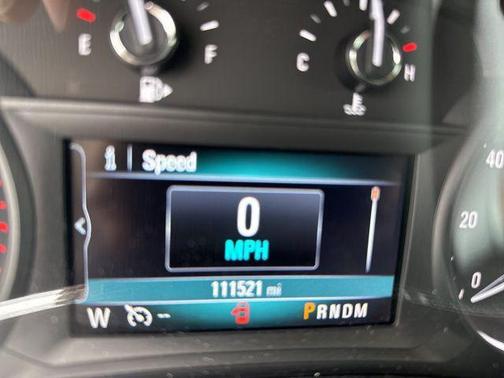 E F C H
i | Speed
0
MPH
111521 mi
W PRNDM
40
20
0